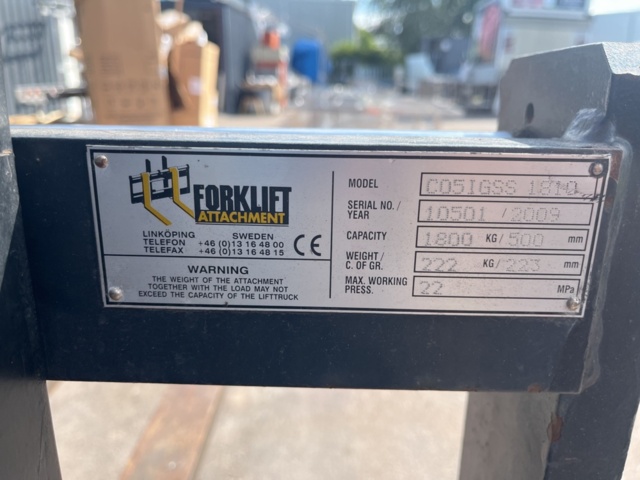 FORKLIFT
ATTACHMENT
LINKÖPING SWEDEN
TELEFON +46 (0)13 16 48 00
TELEFAX +46 (0)13 16 48 15
CE
WARNING
THE WEIGHT OF THE ATTACHMENT
TOGETHER WITH THE LOAD MAY NOT
EXCEED THE CAPACITY OF THE LIFTTRUCK
MODEL C05IGSS 1810
SERIAL NO./ YEAR 10501 / 2009
CAPACITY 1800 KG / 500 mm
WEIGHT/ C. OF GR. 222 KG / 223 mm
MAX. WORKING PRESS. 22 MPa